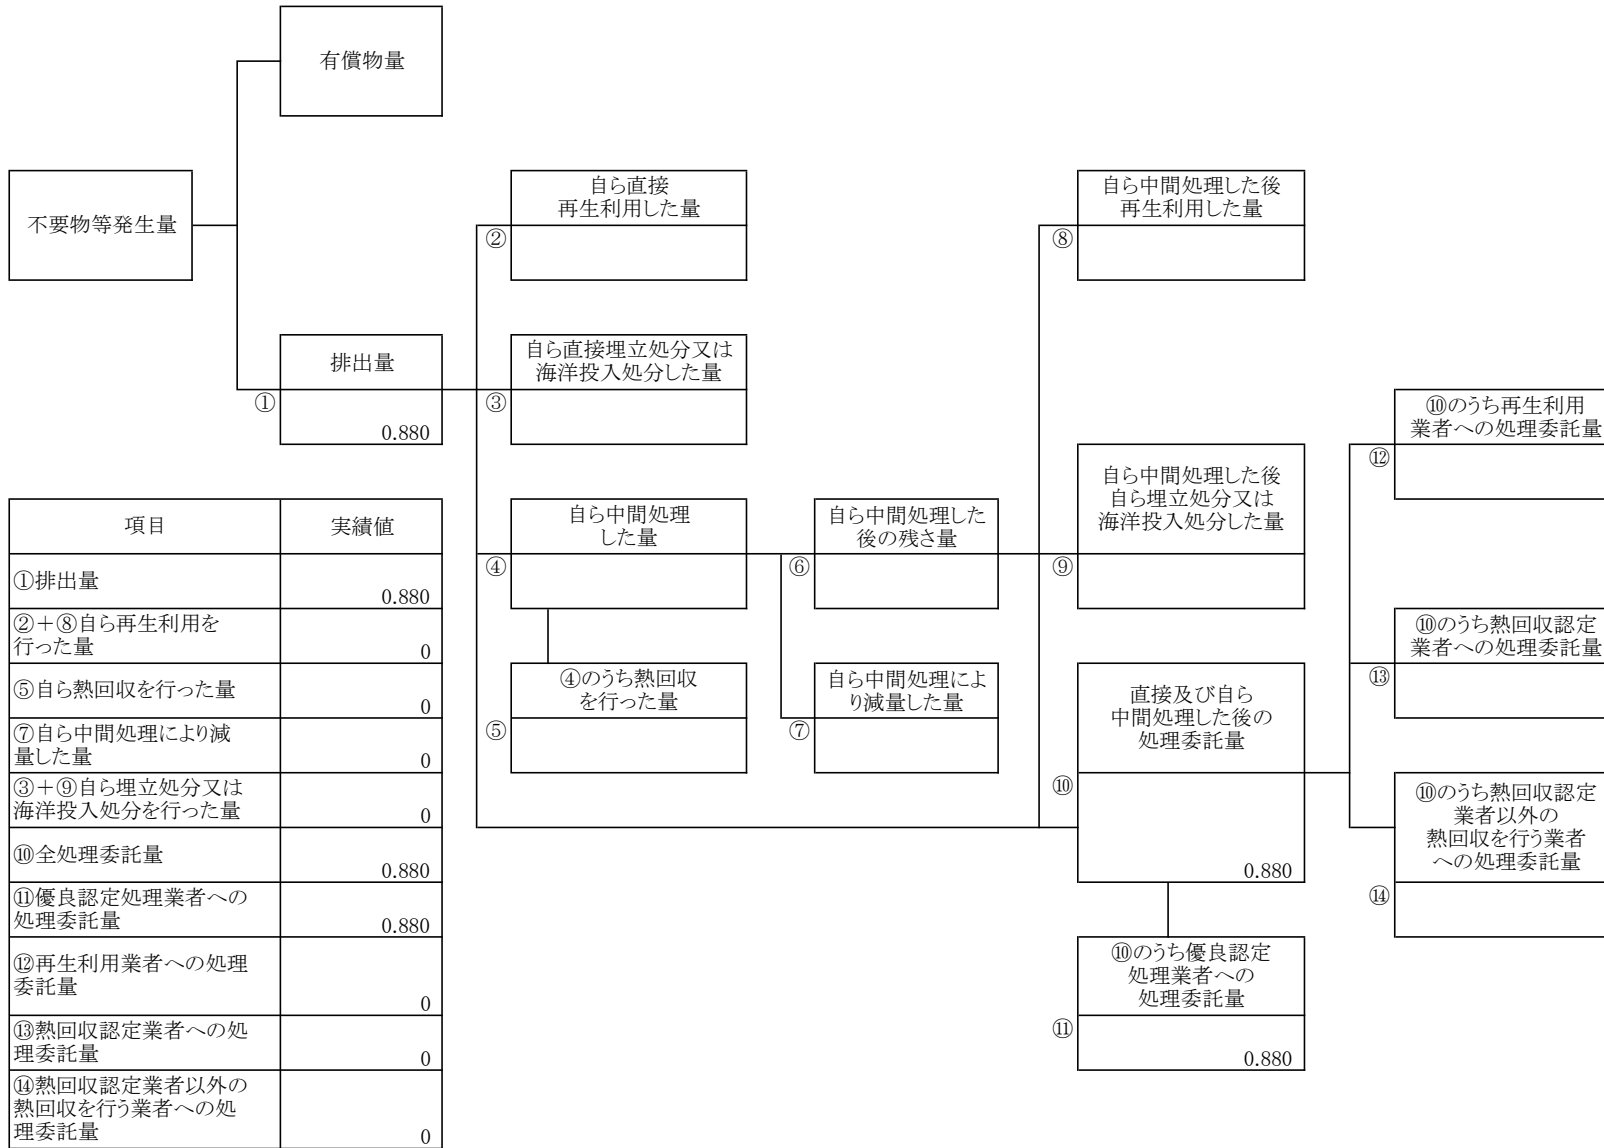 有償物量
不要物等発生量
自ら直接
再生利用した量
②
自ら中間処理した後
再生利用した量
⑧
排出量
①
0.880
自ら直接埋立処分又は
海洋投入処分した量
③
⑩のうち再生利用
業者への処理委託量
⑫
自ら中間処理
した量
④
自ら中間処理した
後の残さ量
⑥
自ら中間処理した後
自ら埋立処分又は
海洋投入処分した量
⑨
④のうち熱回収
を行った量
⑤
自ら中間処理によ
り減量した量
⑦
直接及び自ら
中間処理した後の
処理委託量
⑩
0.880
⑩のうち熱回収認定
業者への処理委託量
⑬
⑩のうち熱回収認定
業者以外の
熱回収を行う業者
への処理委託量
⑭
⑩のうち優良認定
処理業者への
処理委託量
⑪
0.880
項目 実績値
①排出量
0.880
②+⑧自ら再生利用を
行った量
0
⑤自ら熱回収を行った量
0
⑦自ら中間処理により減
量した量
0
③+⑨自ら埋立処分又は
海洋投入処分を行った量
0
⑩全処理委託量
0.880
⑪優良認定処理業者への
処理委託量
0.880
⑫再生利用業者への処理
委託量
0
⑬熱回収認定業者への処
理委託量
0
⑭熱回収認定業者以外の
熱回収を行う業者への処
理委託量
0